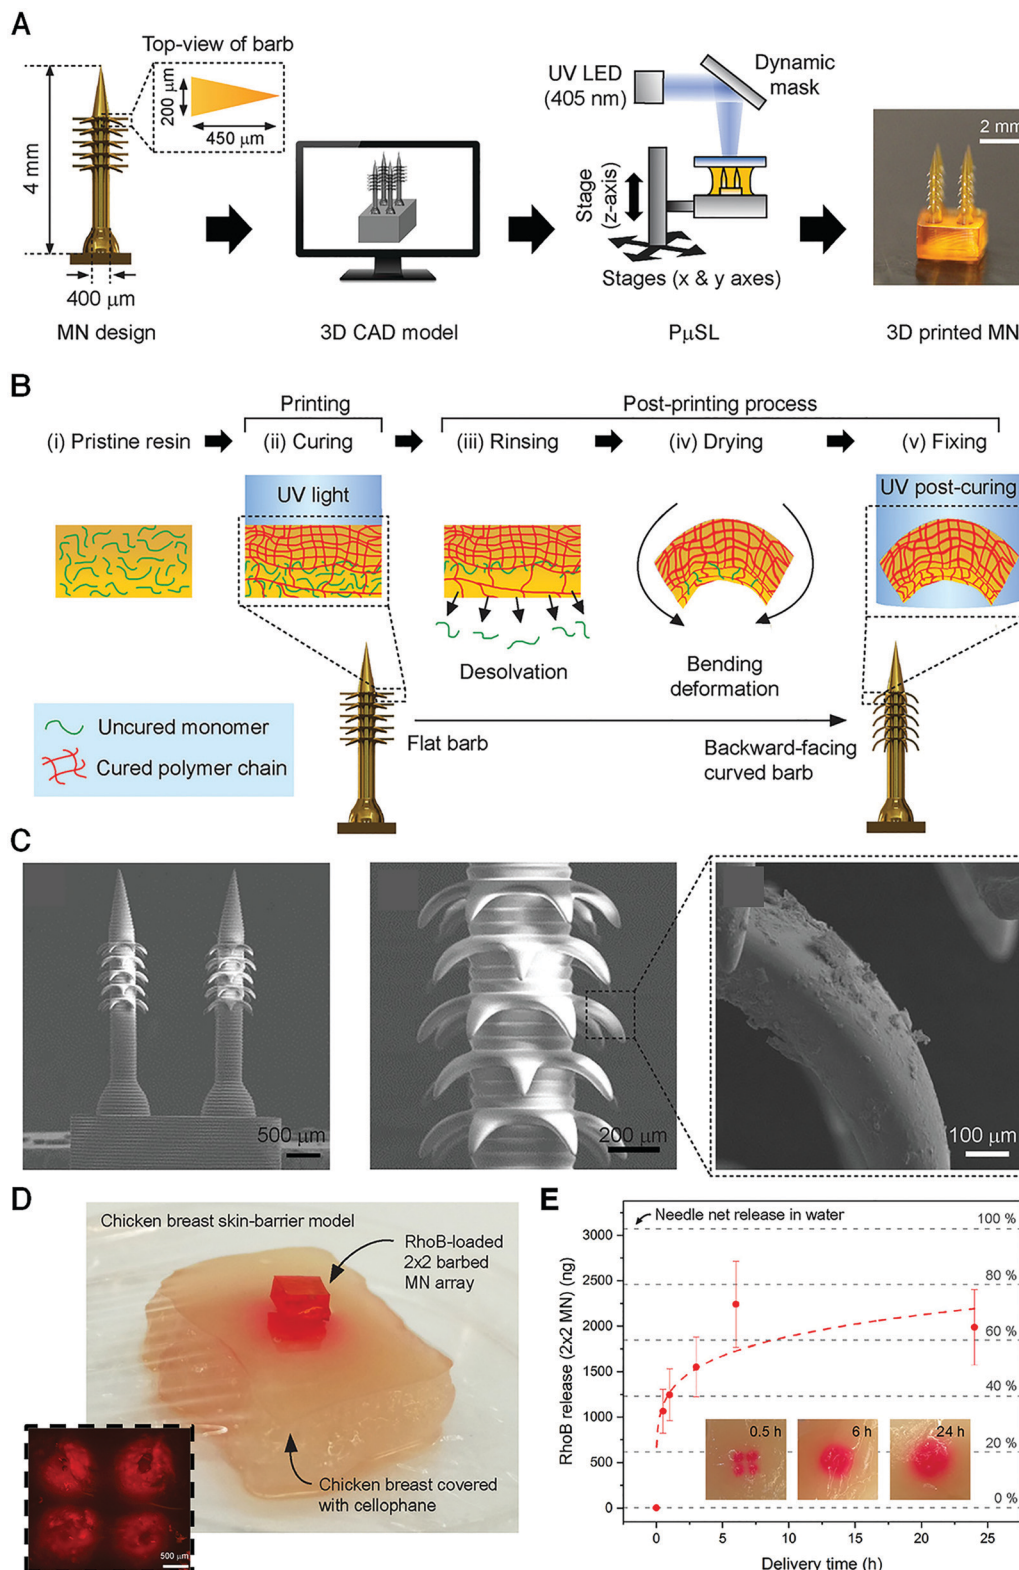 A
Top-view of barb
200 μm
450 μm
4 mm
400 μm
MN design
3D CAD model
UV LED
(405 nm)
Dynamic
mask
Stage
(z-axis)
Stages (x & y axes)
PμSL
2 mm
3D printed MN
B
Printing
Post-printing process
(i) Pristine resin
(ii) Curing
(iii) Rinsing
(iv) Drying
(v) Fixing
UV light
UV post-curing
Desolvation
Bending
deformation
Uncured monomer
Cured polymer chain
Flat barb
Backward-facing
curved barb
C
500 μm
200 μm
100 μm
D
Chicken breast skin-barrier model
RhoB-loaded
2x2 barbed
MN array
Chicken breast covered
with cellophane
500 μm
E
Needle net release in water
100 %
80 %
60 %
40 %
20 %
0 %
RhoB release (2x2 MN) (ng)
3000
2500
2000
1500
1000
500
0
0.5 h
6 h
24 h
0
5
10
15
20
25
Delivery time (h)